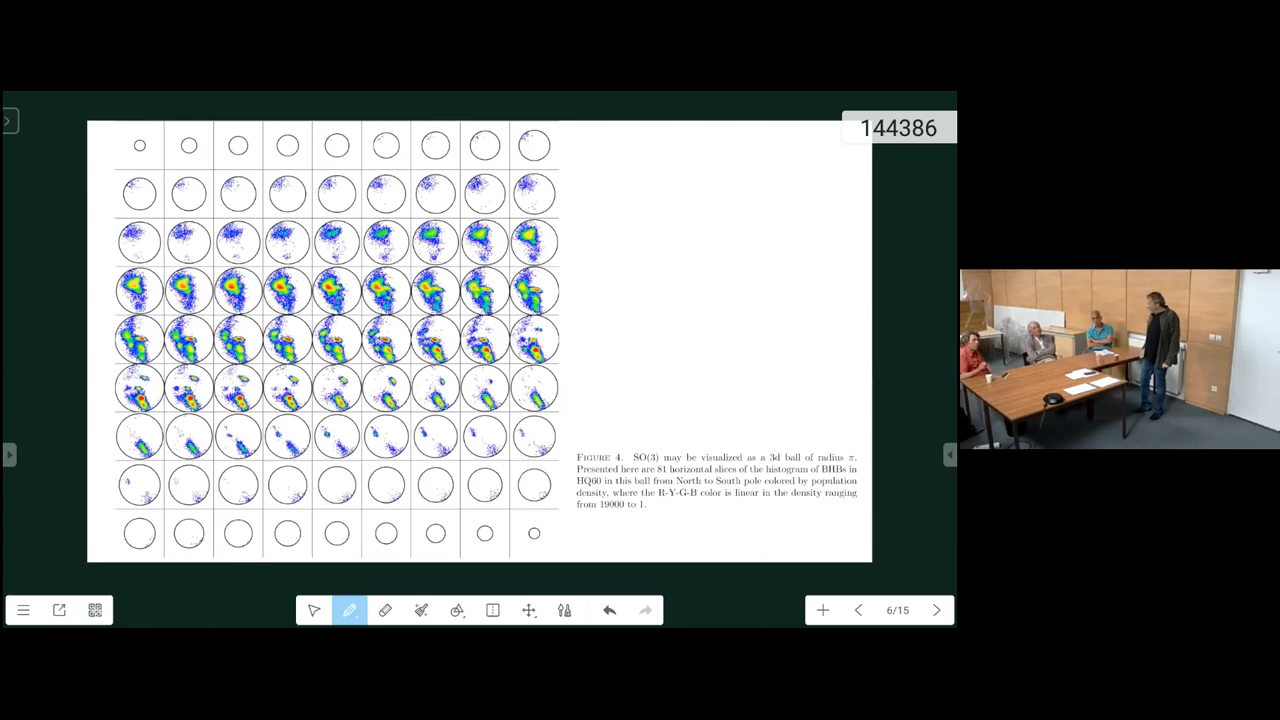 144386
FIGURE 4. SO(3) may be visualized as a 3d ball of radius π.
Presented here are 81 horizontal slices of the histogram of BHBs in
HQ60 in this ball from North to South pole colored by population
density, where the R-Y-G-B color is linear in the density ranging
from 19000 to 1.
6/15